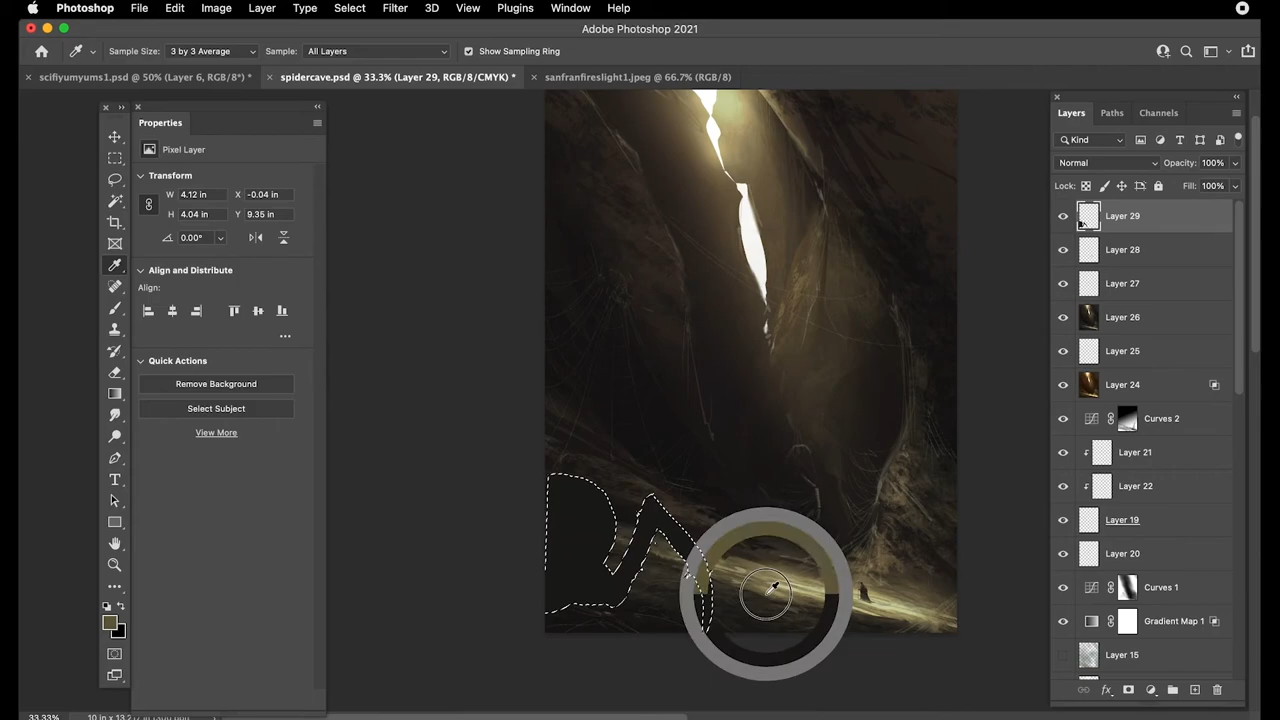 Photoshop File Edit Image Layer Type Select Filter 3D View Plugins Window Help
Adobe Photoshop 2021
Sample Size: 3 by 3 Average Sample: All Layers Show Sampling Ring
scifiyumyums1.psd @ 50% (Layer 6, RGB/8*) * spidercave.psd @ 33.3% (Layer 29, RGB/8/CMYK) * sanfranfireslight1.jpeg @ 66.7% (RGB/8)
Properties
Pixel Layer
Transform
W 4.12 in X -0.04 in
H 4.04 in Y 9.35 in
0.00°
Align and Distribute
Align:
Quick Actions
Remove Background
Select Subject
View More
Layers Paths Channels
Kind
Normal Opacity: 100%
Lock: Fill: 100%
Layer 29
Layer 28
Layer 27
Layer 26
Layer 25
Layer 24
Curves 2
Layer 21
Layer 22
Layer 19
Layer 20
Curves 1
Gradient Map 1
Layer 15
33.33%